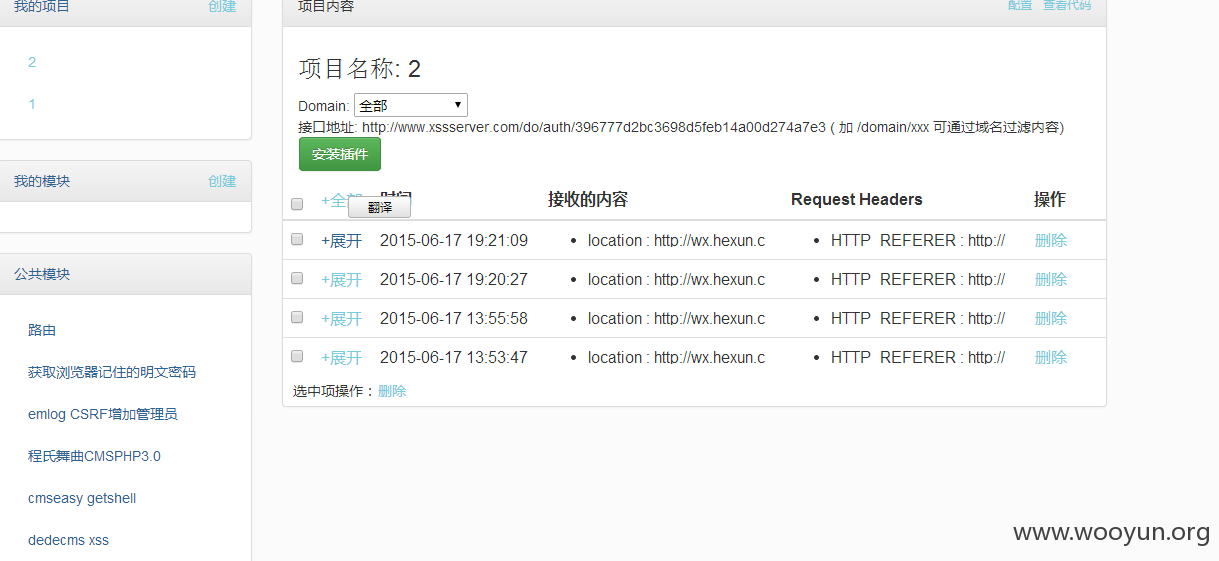 我的项目 创建
2
1
我的模块 创建
公共模块
路由
获取浏览器记住的明文密码
emlog CSRF增加管理员
程氏舞曲CMSPHP3.0
cmseasy getshell
dedecms xss
项目内容 配置 查看代码
项目名称: 2
Domain: 全部
接口地址: http://www.xssserver.com/do/auth/396777d2bc3698d5feb14a00d274a7e3 ( 加 /domain/xxx 可通过域名过滤内容)
安装插件
+全部 时间 接收的内容 Request Headers 操作
翻译
+展开 2015-06-17 19:21:09 location : http://wx.hexun.c HTTP_REFERER : http:// 删除
+展开 2015-06-17 19:20:27 location : http://wx.hexun.c HTTP_REFERER : http:// 删除
+展开 2015-06-17 13:55:58 location : http://wx.hexun.c HTTP_REFERER : http:// 删除
+展开 2015-06-17 13:53:47 location : http://wx.hexun.c HTTP_REFERER : http:// 删除
选中项操作：删除
www.wooyun.org